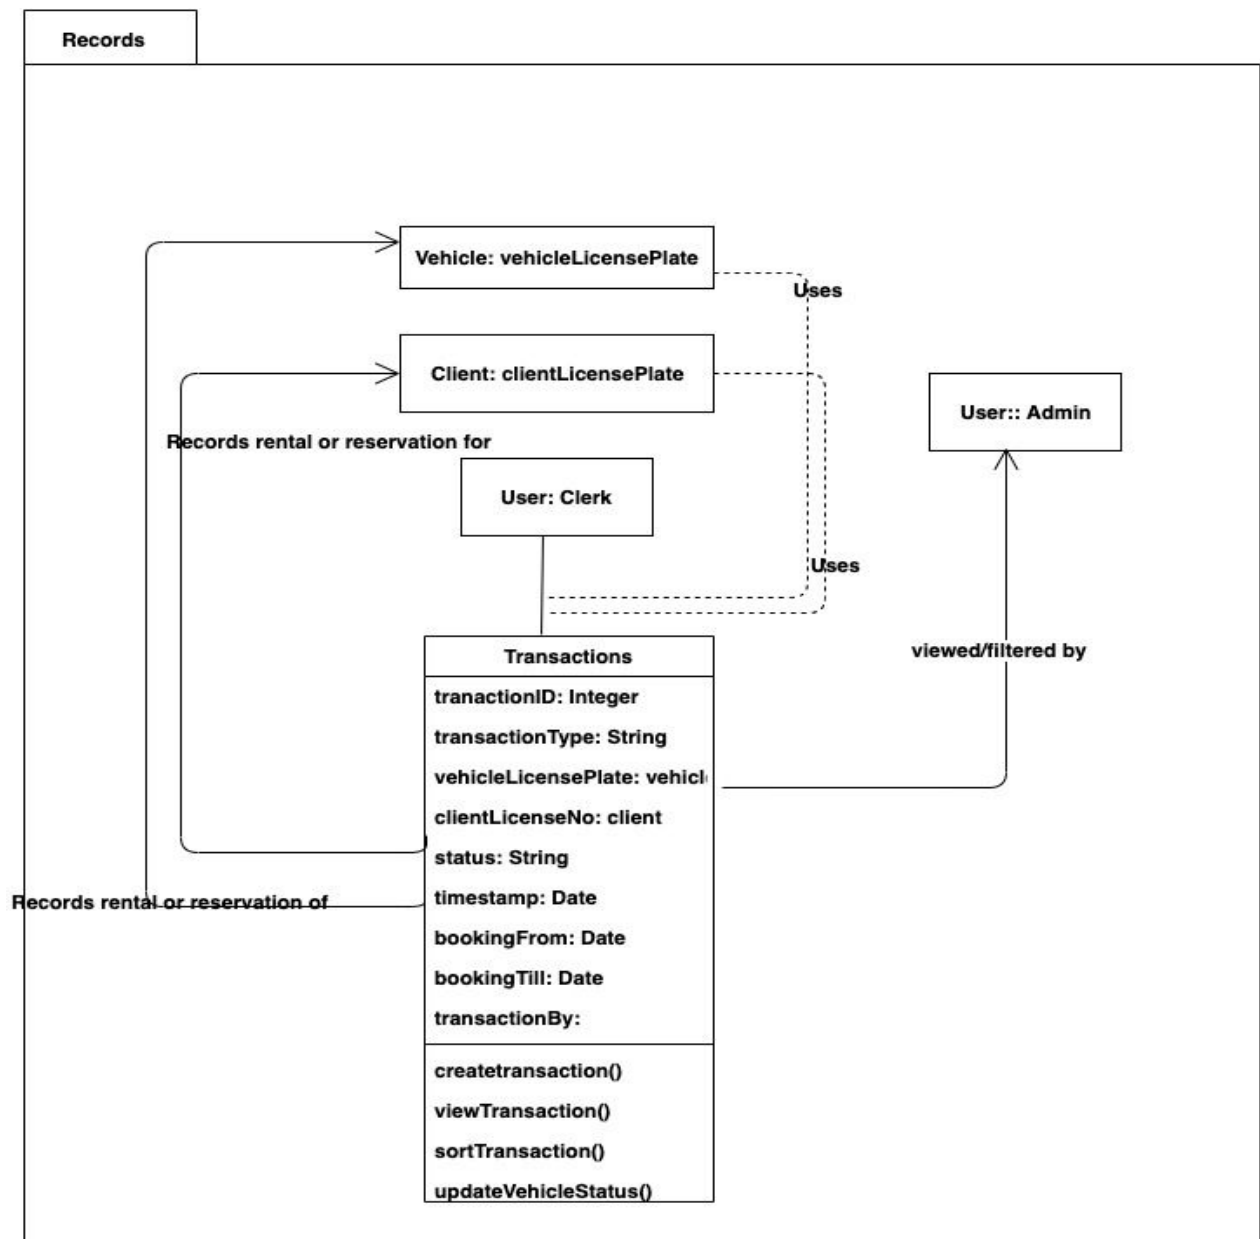 Records
Vehicle: vehicleLicensePlate
Uses
Client: clientLicensePlate
User:: Admin
Records rental or reservation for
User: Clerk
Uses
viewed/filtered by
Transactions
tranactionID: Integer
transactionType: String
vehicleLicensePlate: vehicl
clientLicenseNo: client
status: String
timestamp: Date
Records rental or reservation of
bookingFrom: Date
bookingTill: Date
transactionBy:
createtransaction()
viewTransaction()
sortTransaction()
updateVehicleStatus()